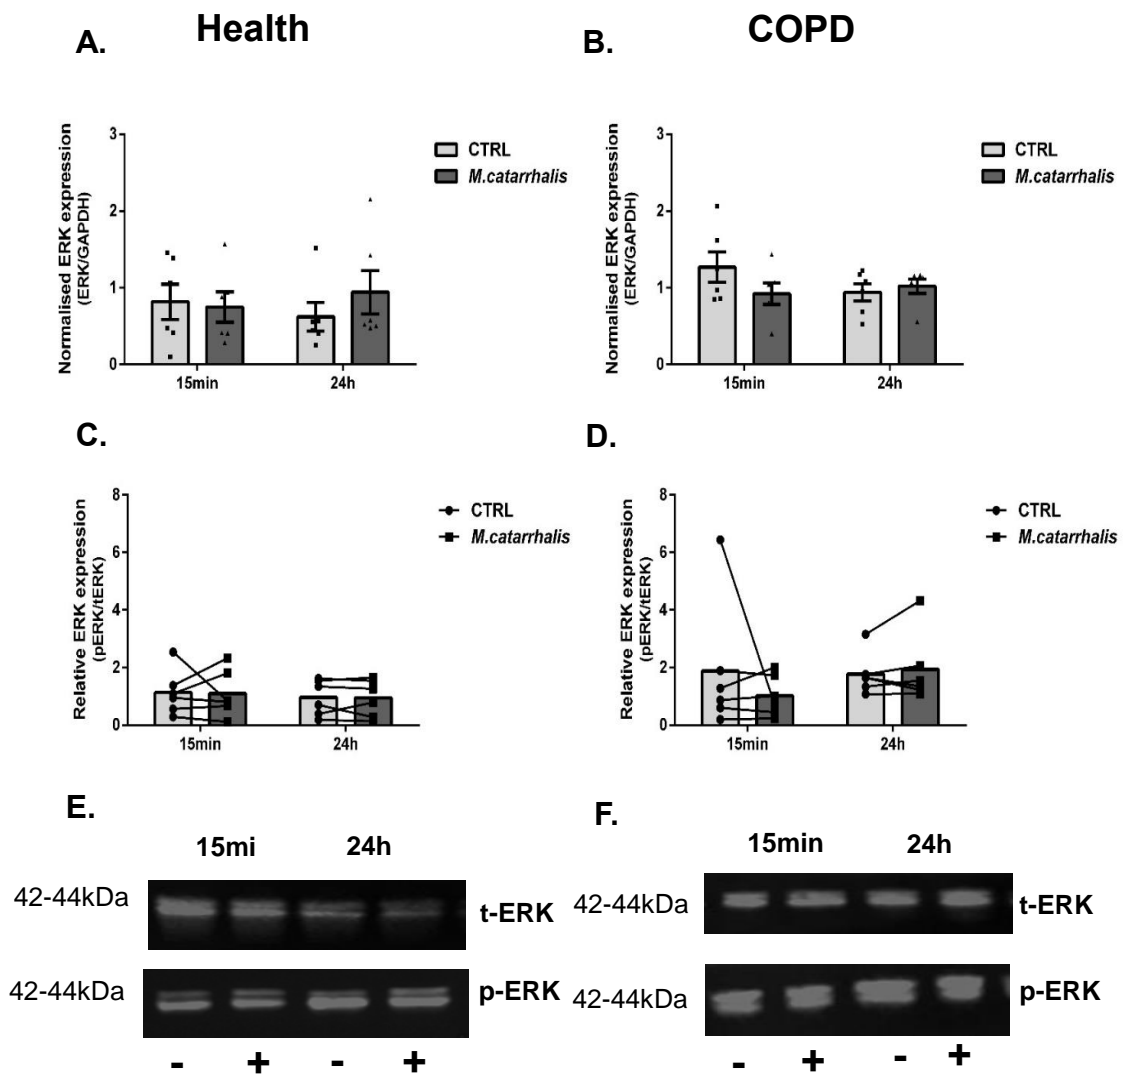 Health
COPD
A.
B.
Normalised ERK expression
(ERK/GAPDH)
3
2
1
0
15min
24h
CTRL
M.catarrhalis
Normalised ERK expression
(ERK/GAPDH)
3
2
1
0
15min
24h
CTRL
M.catarrhalis
C.
D.
Relative ERK expression
(pERK/tERK)
8
6
4
2
0
15min
24h
CTRL
M.catarrhalis
Relative ERK expression
(pERK/tERK)
8
6
4
2
0
15min
24h
CTRL
M.catarrhalis
E.
15mi 24h
42-44kDa
t-ERK
42-44kDa
p-ERK
- + - +
F.
15min 24h
42-44kDa
t-ERK
42-44kDa
p-ERK
- + - +